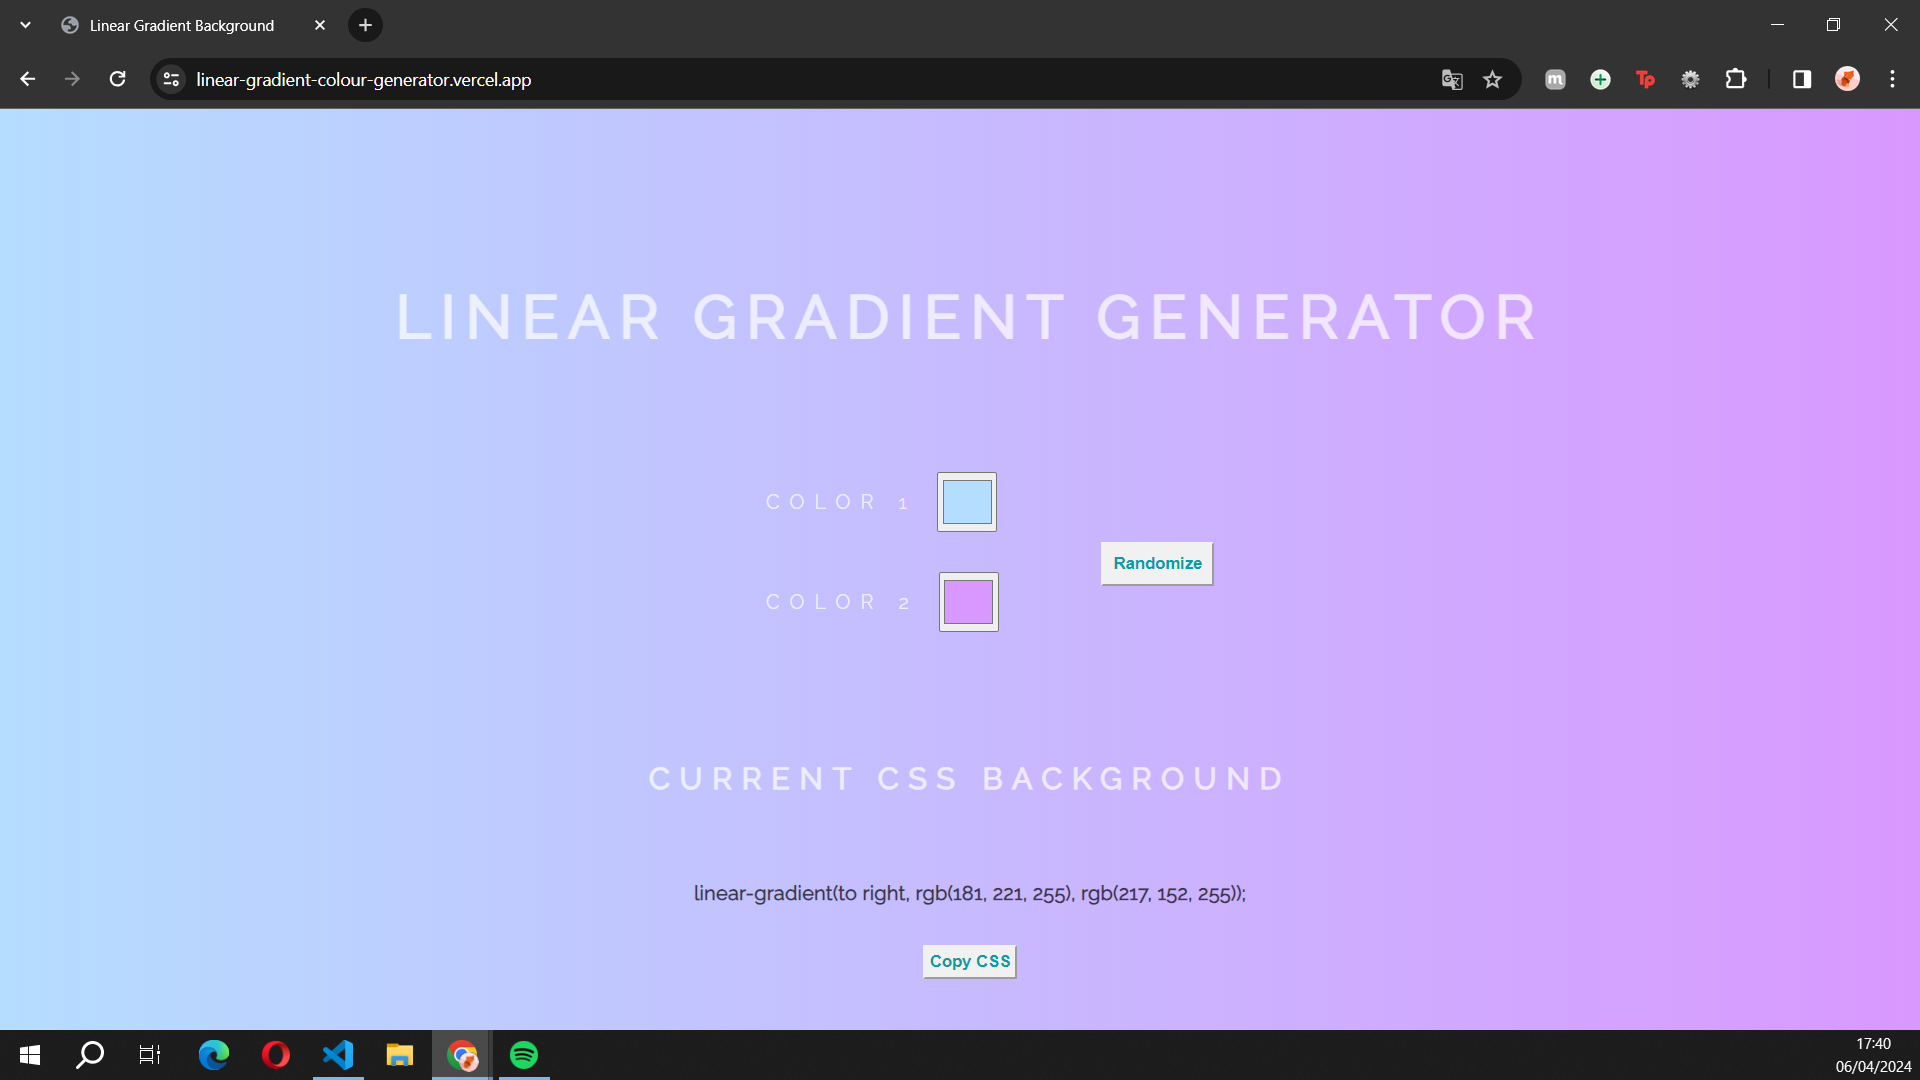 Linear Gradient Background
linear-gradient-colour-generator.vercel.app
m
Tp
LINEAR GRADIENT GENERATOR
COLOR 1
Randomize
COLOR 2
CURRENT CSS BACKGROUND
linear-gradient(to right, rgb(181, 221, 255), rgb(217, 152, 255));
Copy CSS
17:40
06/04/2024